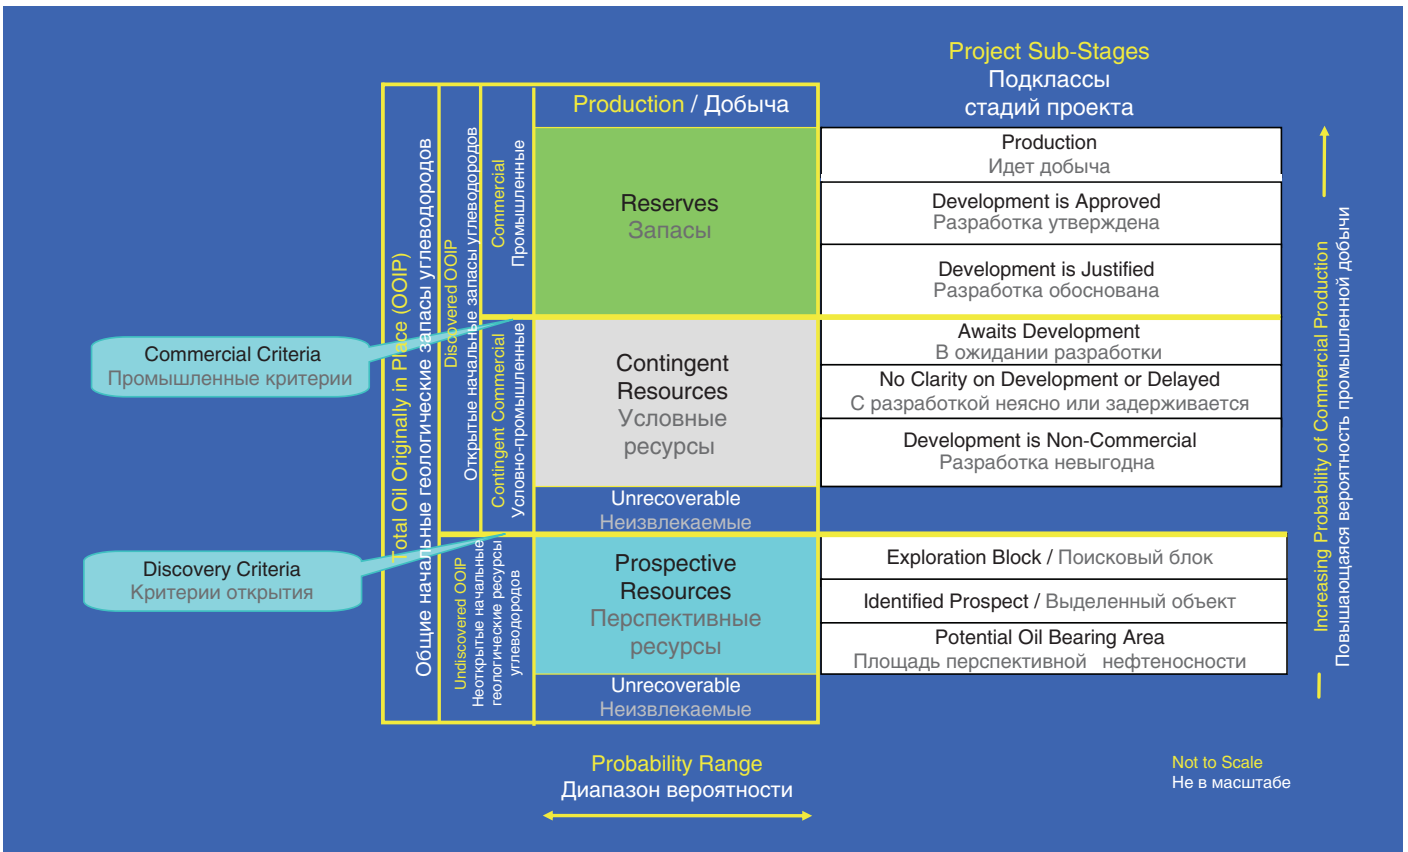 Project Sub-Stages
Подклассы
стадий проекта
Production / Добыча
Total Oil Originally in Place (OOIP)
Общие начальные геологические запасы углеводородов
Discovered OOIP
Открытые начальные запасы углеводородов
Commercial
Промышленные
Reserves
Запасы
Production
Идет добыча
Development is Approved
Разработка утверждена
Development is Justified
Разработка обоснована
Commercial Criteria
Промышленные критерии
Contingent Commercial
Условно-промышленные
Contingent
Resources
Условные
ресурсы
Awaits Development
В ожидании разработки
No Clarity on Development or Delayed
С разработкой неясно или задерживается
Development is Non-Commercial
Разработка невыгодна
Unrecoverable
Неизвлекаемые
Discovery Criteria
Критерии открытия
Undiscovered OOIP
Неоткрытые начальные
геологические ресурсы
углеводородов
Prospective
Resources
Перспективные
ресурсы
Exploration Block / Поисковый блок
Identified Prospect / Выделенный объект
Potential Oil Bearing Area
Площадь перспективной нефтеносности
Unrecoverable
Неизвлекаемые
Increasing Probability of Commercial Production
Повышающаяся вероятность промышленной добычи
Probability Range
Диапазон вероятности
Not to Scale
Не в масштабе